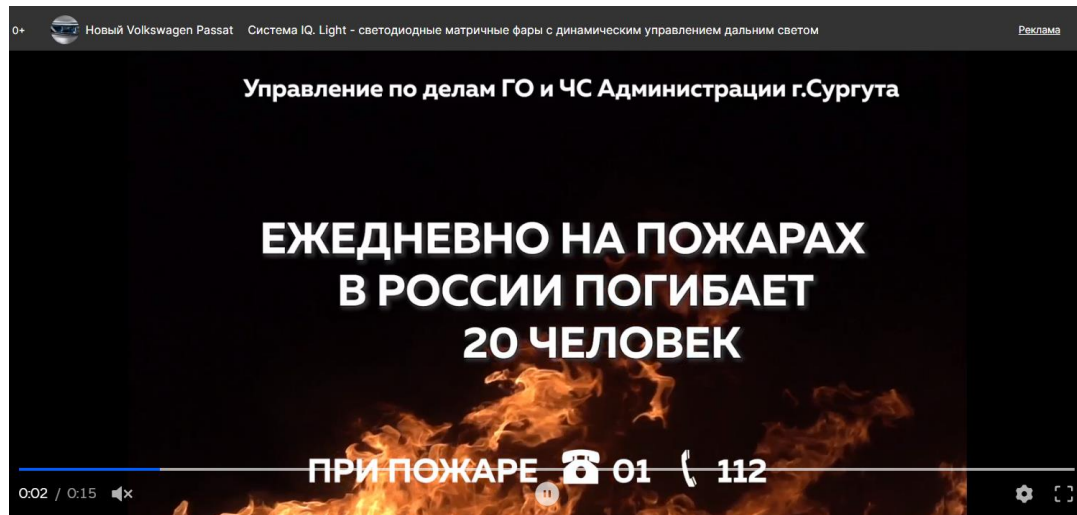 0+ Новый Volkswagen Passat Система IQ. Light - светодиодные матричные фары с динамическим управлением дальним светом Реклама
Управление по делам ГО и ЧС Администрации г.Сургута
ЕЖЕДНЕВНО НА ПОЖАРАХ
В РОССИИ ПОГИБАЕТ
20 ЧЕЛОВЕК
ПРИ ПОЖАРЕ 01 112
0:02 / 0:15